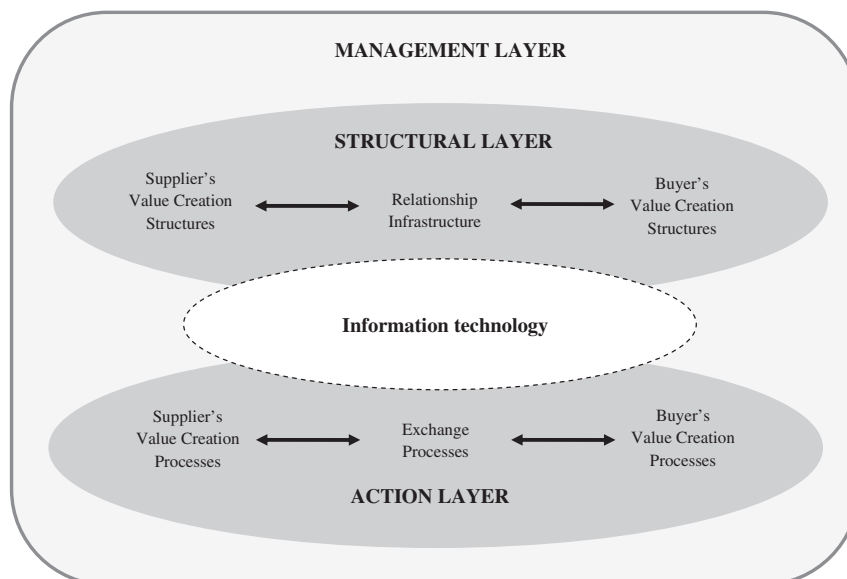 MANAGEMENT LAYER
STRUCTURAL LAYER
Supplier’s
Value Creation
Structures
Relationship
Infrastructure
Buyer’s
Value Creation
Structures
Information technology
Supplier’s
Value Creation
Processes
Exchange
Processes
Buyer’s
Value Creation
Processes
ACTION LAYER